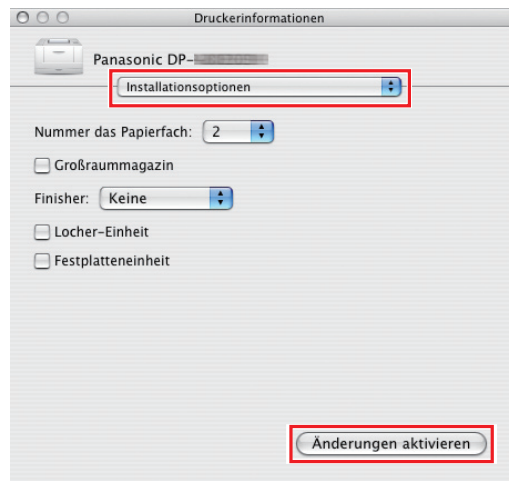 Druckerinformationen
Panasonic DP-
Installationsoptionen
Nummer das Papierfach: 2
Großraummagazin
Finisher: Keine
Locher-Einheit
Festplatteneinheit
Änderungen aktivieren